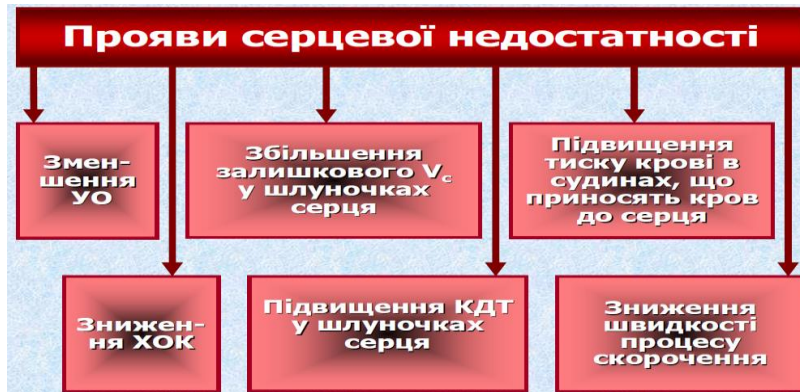 Прояви серцевої недостатності
Змен-
шення
УО
Збільшення
залишкового Vс
у шлуночках
серця
Підвищення
тиску крові в
судинах, що
приносять кров
до серця
Знижен-
ня ХОК
Підвищення КДТ
у шлуночках
серця
Зниження
швидкості
процесу
скорочення